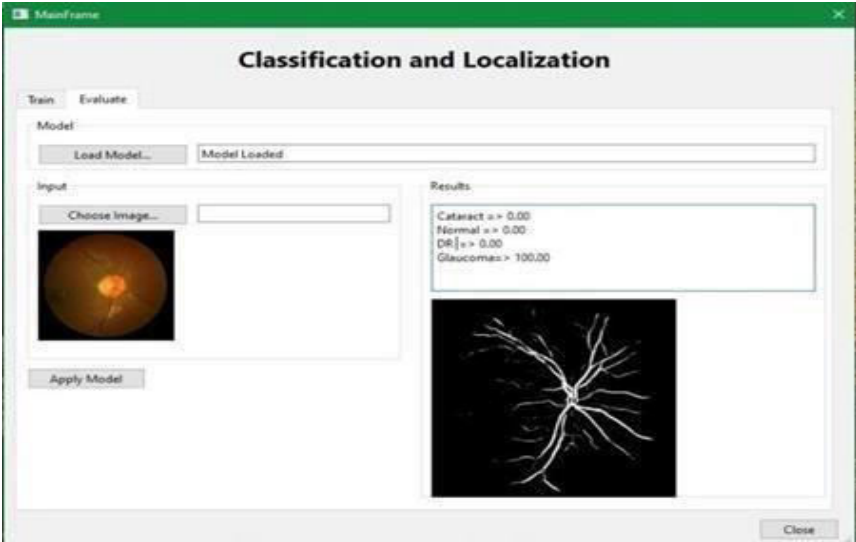 MainFrame
Classification and Localization
Train Evaluate
Model
Load Model... Model Loaded
Input
Choose Image...
Apply Model
Results
Cataract => 0.00
Normal => 0.00
DR => 0.00
Glaucoma=> 100.00
Close